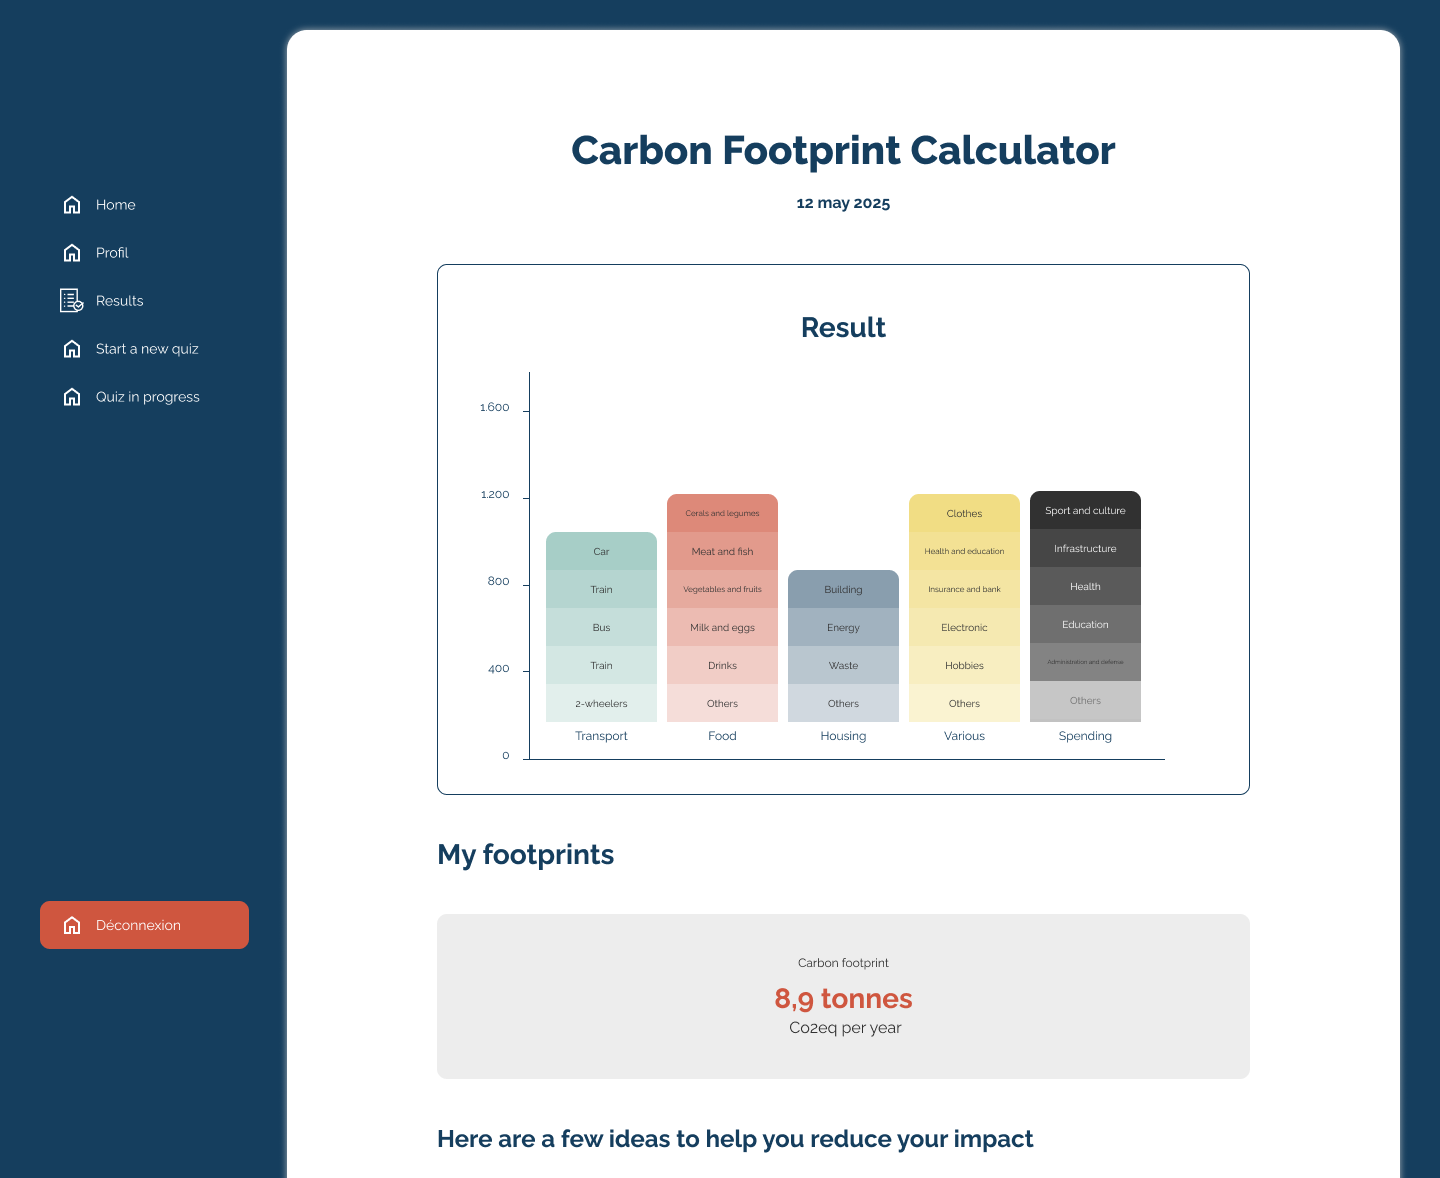 Home
Profil
Results
Start a new quiz
Quiz in progress
Déconnexion
Carbon Footprint Calculator
12 may 2025
Result
1.600
1.200
800
400
0
Car
Train
Bus
Train
2-wheelers
Transport
Cerals and legumes
Meat and fish
Vegetables and fruits
Milk and eggs
Drinks
Others
Food
Building
Energy
Waste
Others
Housing
Clothes
Health and education
Insurance and bank
Electronic
Hobbies
Others
Various
Sport and culture
Infrastructure
Health
Education
Administration and defense
Others
Spending
My footprints
Carbon footprint
8,9 tonnes
Co2eq per year
Here are a few ideas to help you reduce your impact